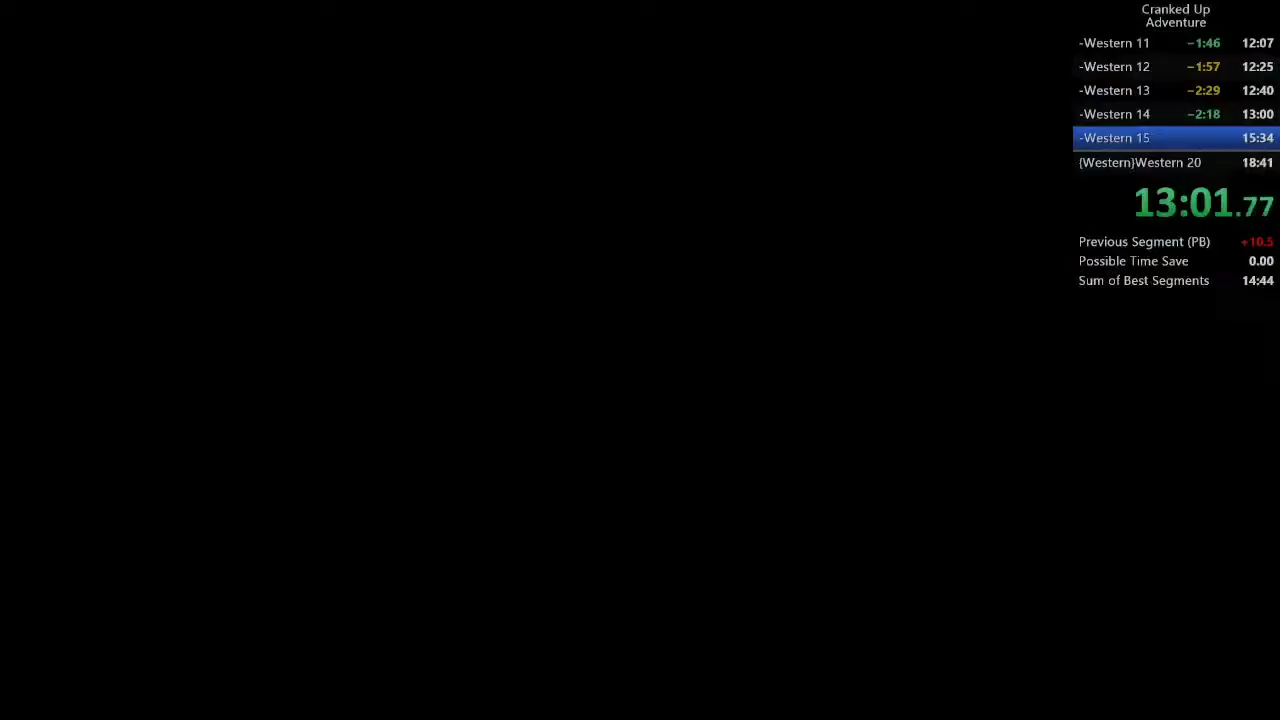 Cranked Up
Adventure
-Western 11 −1:46 12:07
-Western 12 −1:57 12:25
-Western 13 −2:29 12:40
-Western 14 −2:18 13:00
-Western 15 15:34
{Western}Western 20 18:41
13:01.77
Previous Segment (PB) +10.5
Possible Time Save 0.00
Sum of Best Segments 14:44